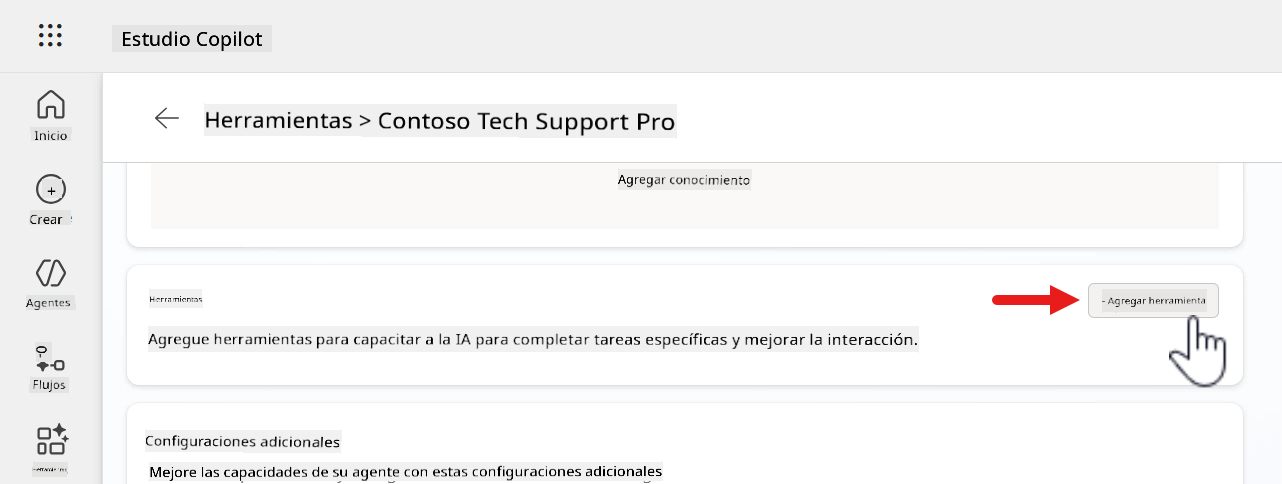 Estudio Copilot
Inicio
Crear
Agentes
Flujos
Herramientas
Herramientas > Contoso Tech Support Pro
Agregar conocimiento
Herramientas
- Agregar herramienta
Agregue herramientas para capacitar a la IA para completar tareas específicas y mejorar la interacción.
Configuraciones adicionales
Mejore las capacidades de su agente con estas configuraciones adicionales